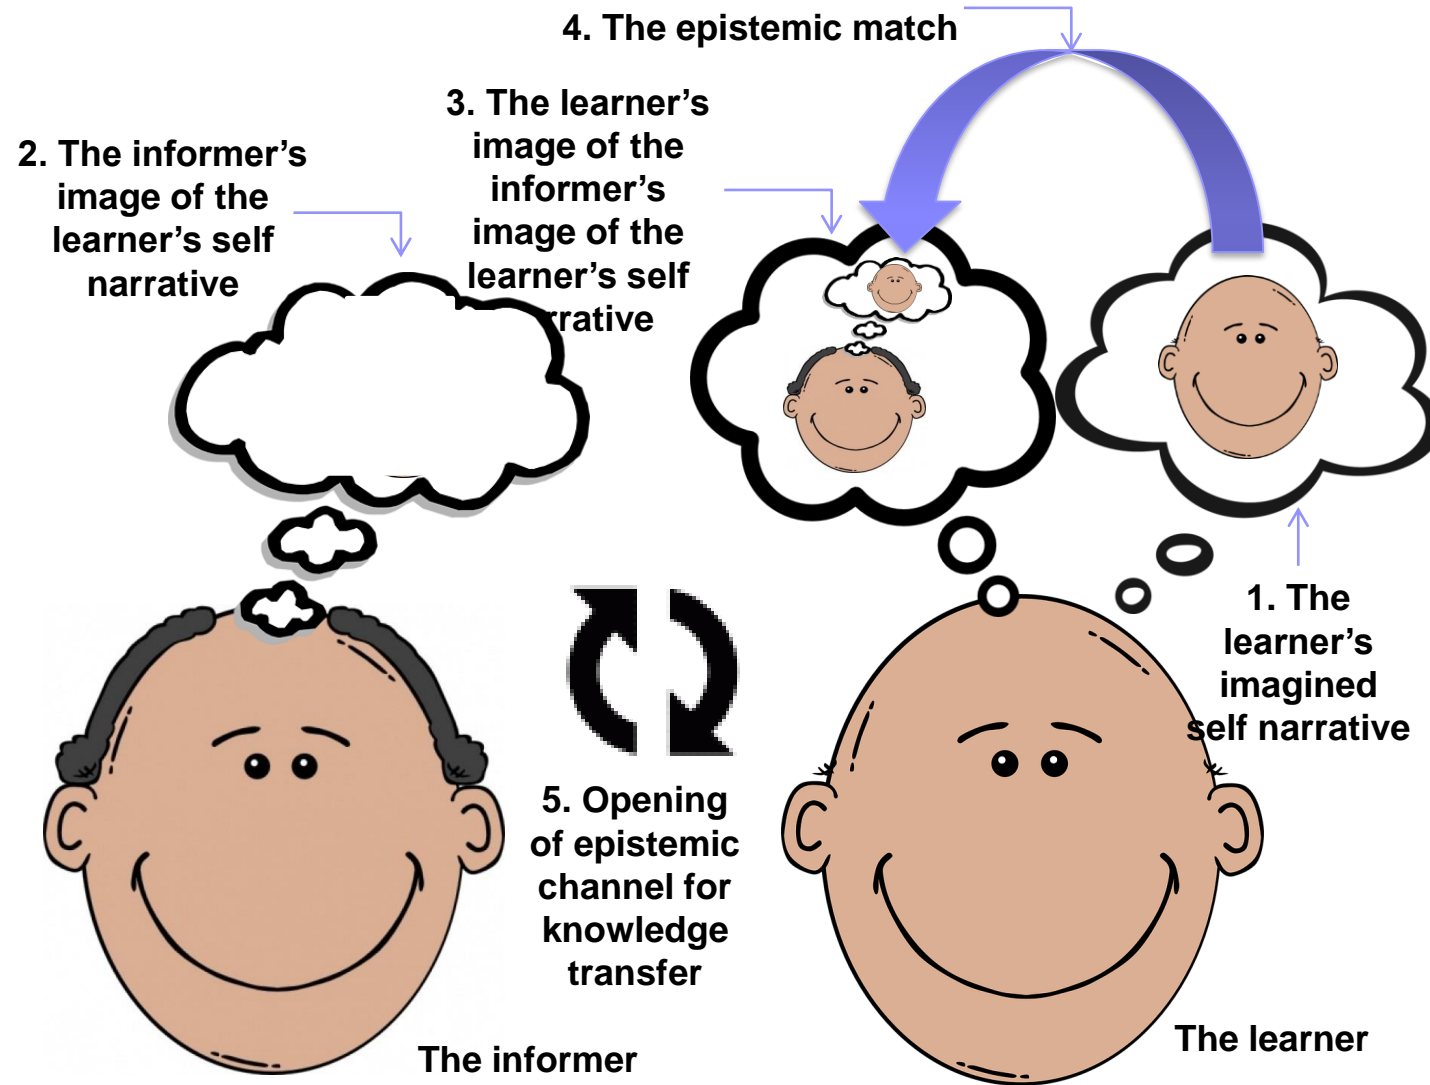 4. The epistemic match
3. The learner’s
image of the
informer’s
image of the
learner’s self
rrative
2. The informer’s
image of the
learner’s self
narrative
1. The
learner’s
imagined
self narrative
5. Opening
of epistemic
channel for
knowledge
transfer
The informer
The learner